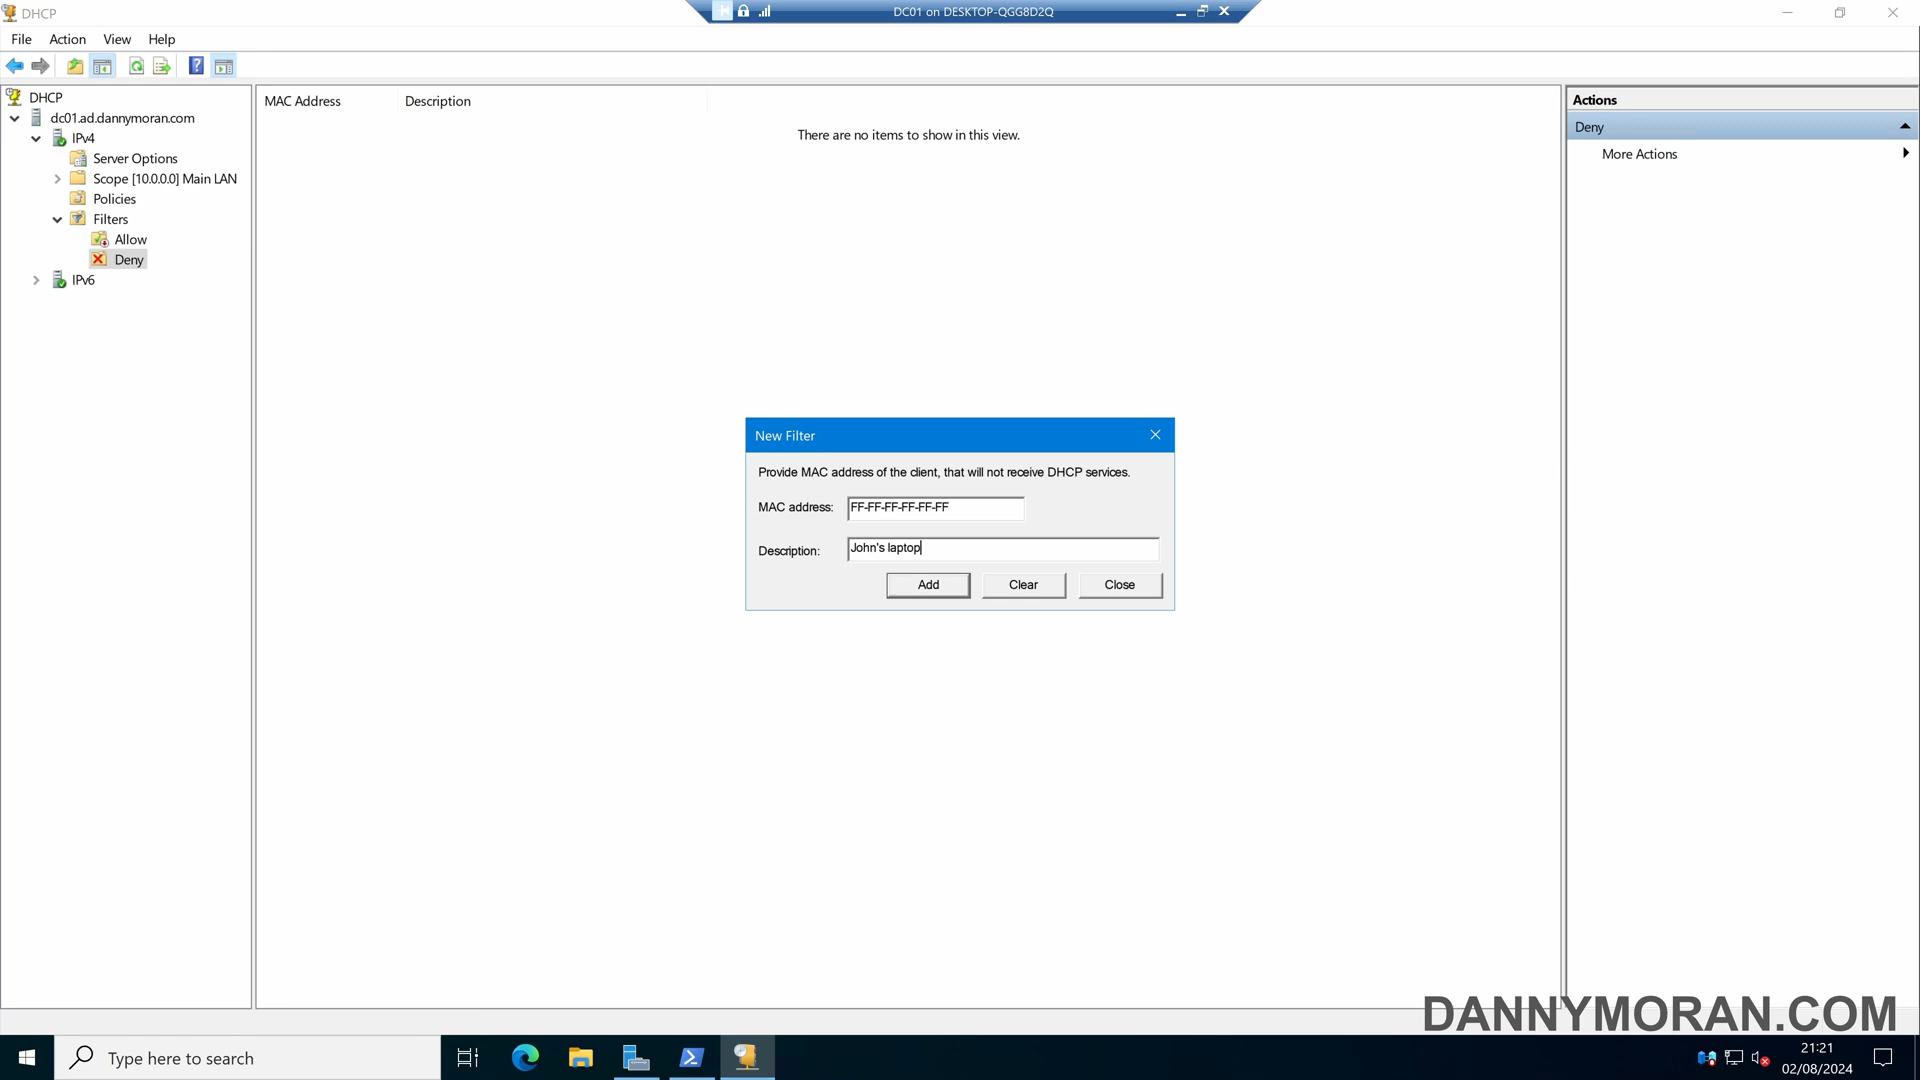 DHCP
DC01 on DESKTOP-QGG8D2Q
File Action View Help
DHCP
dc01.ad.dannymoran.com
IPv4
Server Options
Scope [10.0.0.0] Main LAN
Policies
Filters
Allow
Deny
IPv6
MAC Address Description
There are no items to show in this view.
Actions
Deny
More Actions
New Filter
Provide MAC address of the client, that will not receive DHCP services.
MAC address: FF-FF-FF-FF-FF-FF
Description: John's laptop
Add Clear Close
DANNYMORAN.COM
Type here to search
21:21
02/08/2024